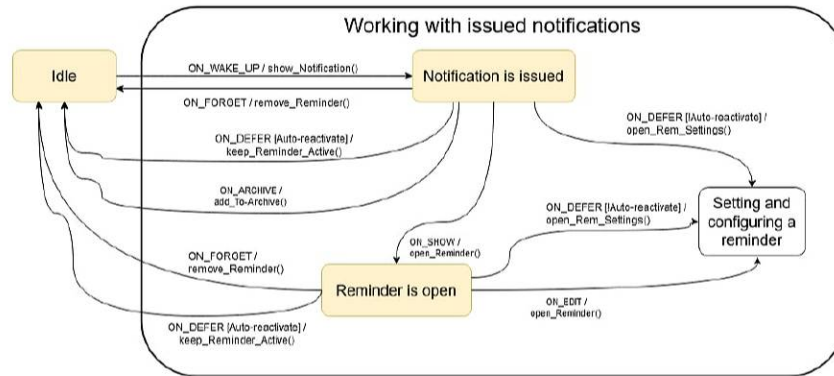 Working with issued notifications
Idle
ON_WAKE_UP / show_Notification()
Notification is issued
ON_FORGET / remove_Reminder()
ON_DEFER [Auto-reactivate] /
keep_Reminder_Active()
ON_DEFER [!Auto-reactivate] /
open_Rem_Settings()
ON_ARCHIVE /
add_To-Archive()
ON_DEFER [!Auto-reactivate] /
open_Rem_Settings()
Setting and
configuring a
reminder
ON_SHOW /
open_Reminder()
ON_FORGET /
remove_Reminder()
Reminder is open
ON_EDIT /
open_Reminder()
ON_DEFER [Auto-reactivate] /
keep_Reminder_Active()